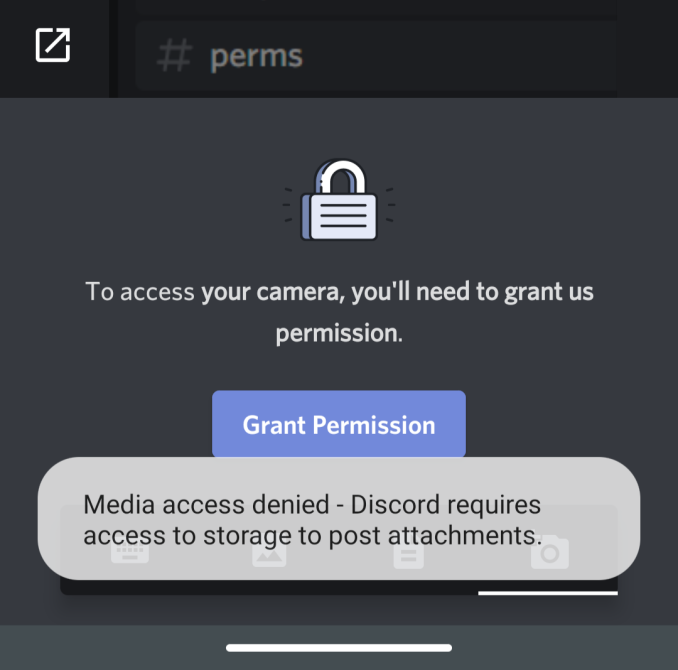 # perms
To access your camera, you'll need to grant us
permission.
Grant Permission
Media access denied - Discord requires
access to storage to post attachments.